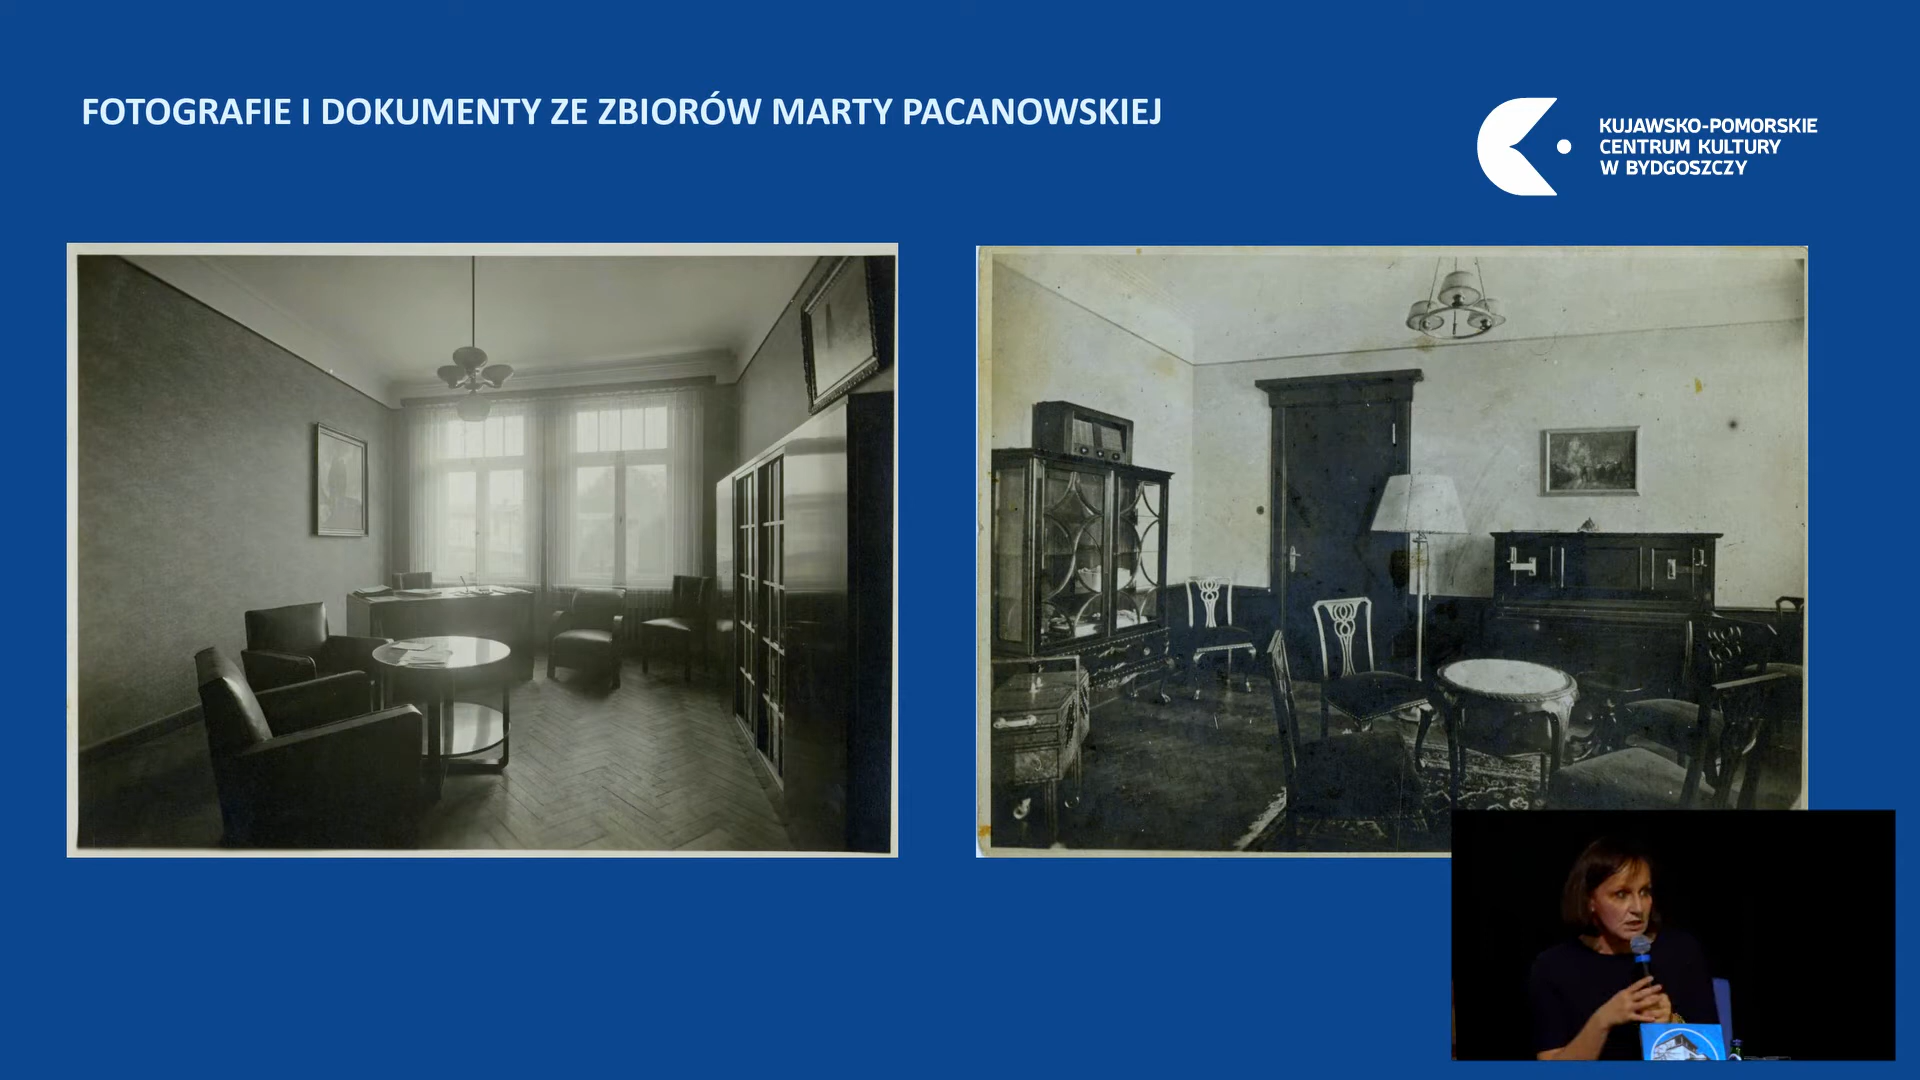 FOTOGRAFIE I DOKUMENTY ZE ZBIORÓW MARTY PACANOWSKIEJ
KUJAWSKO-POMORSKIE
CENTRUM KULTURY
W BYDGOSZCZY